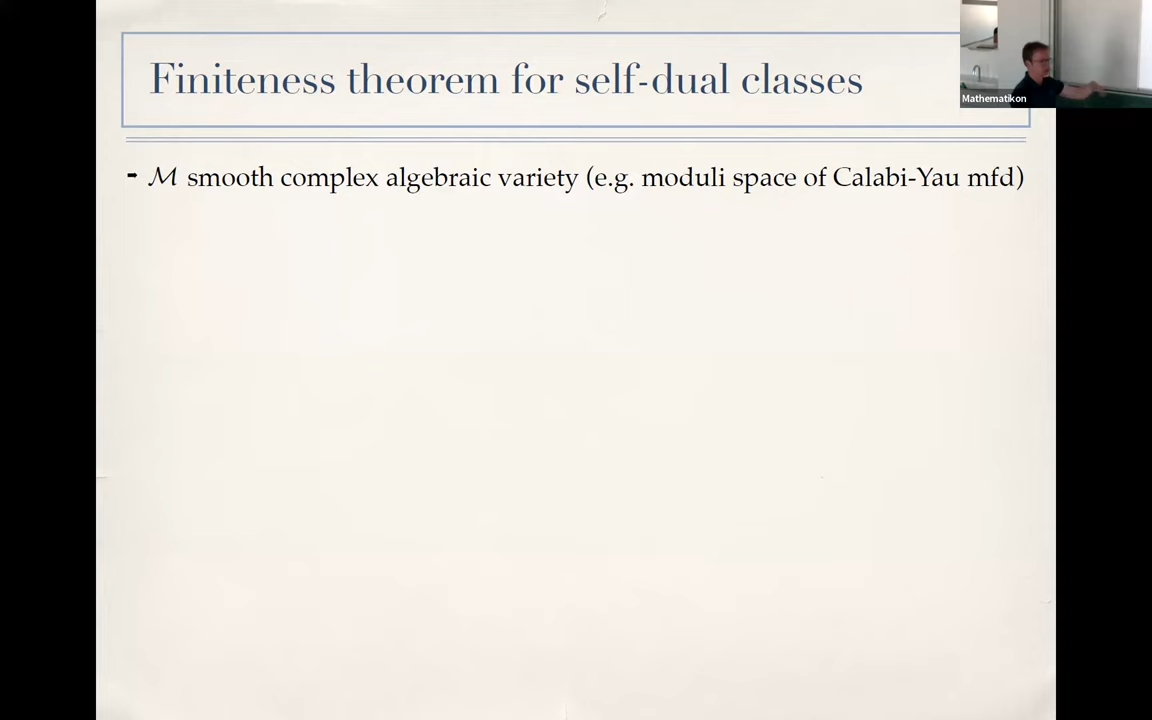 Finiteness theorem for self-dual classes
Mathematikon
➡ ℳ smooth complex algebraic variety (e.g. moduli space of Calabi-Yau mfd)